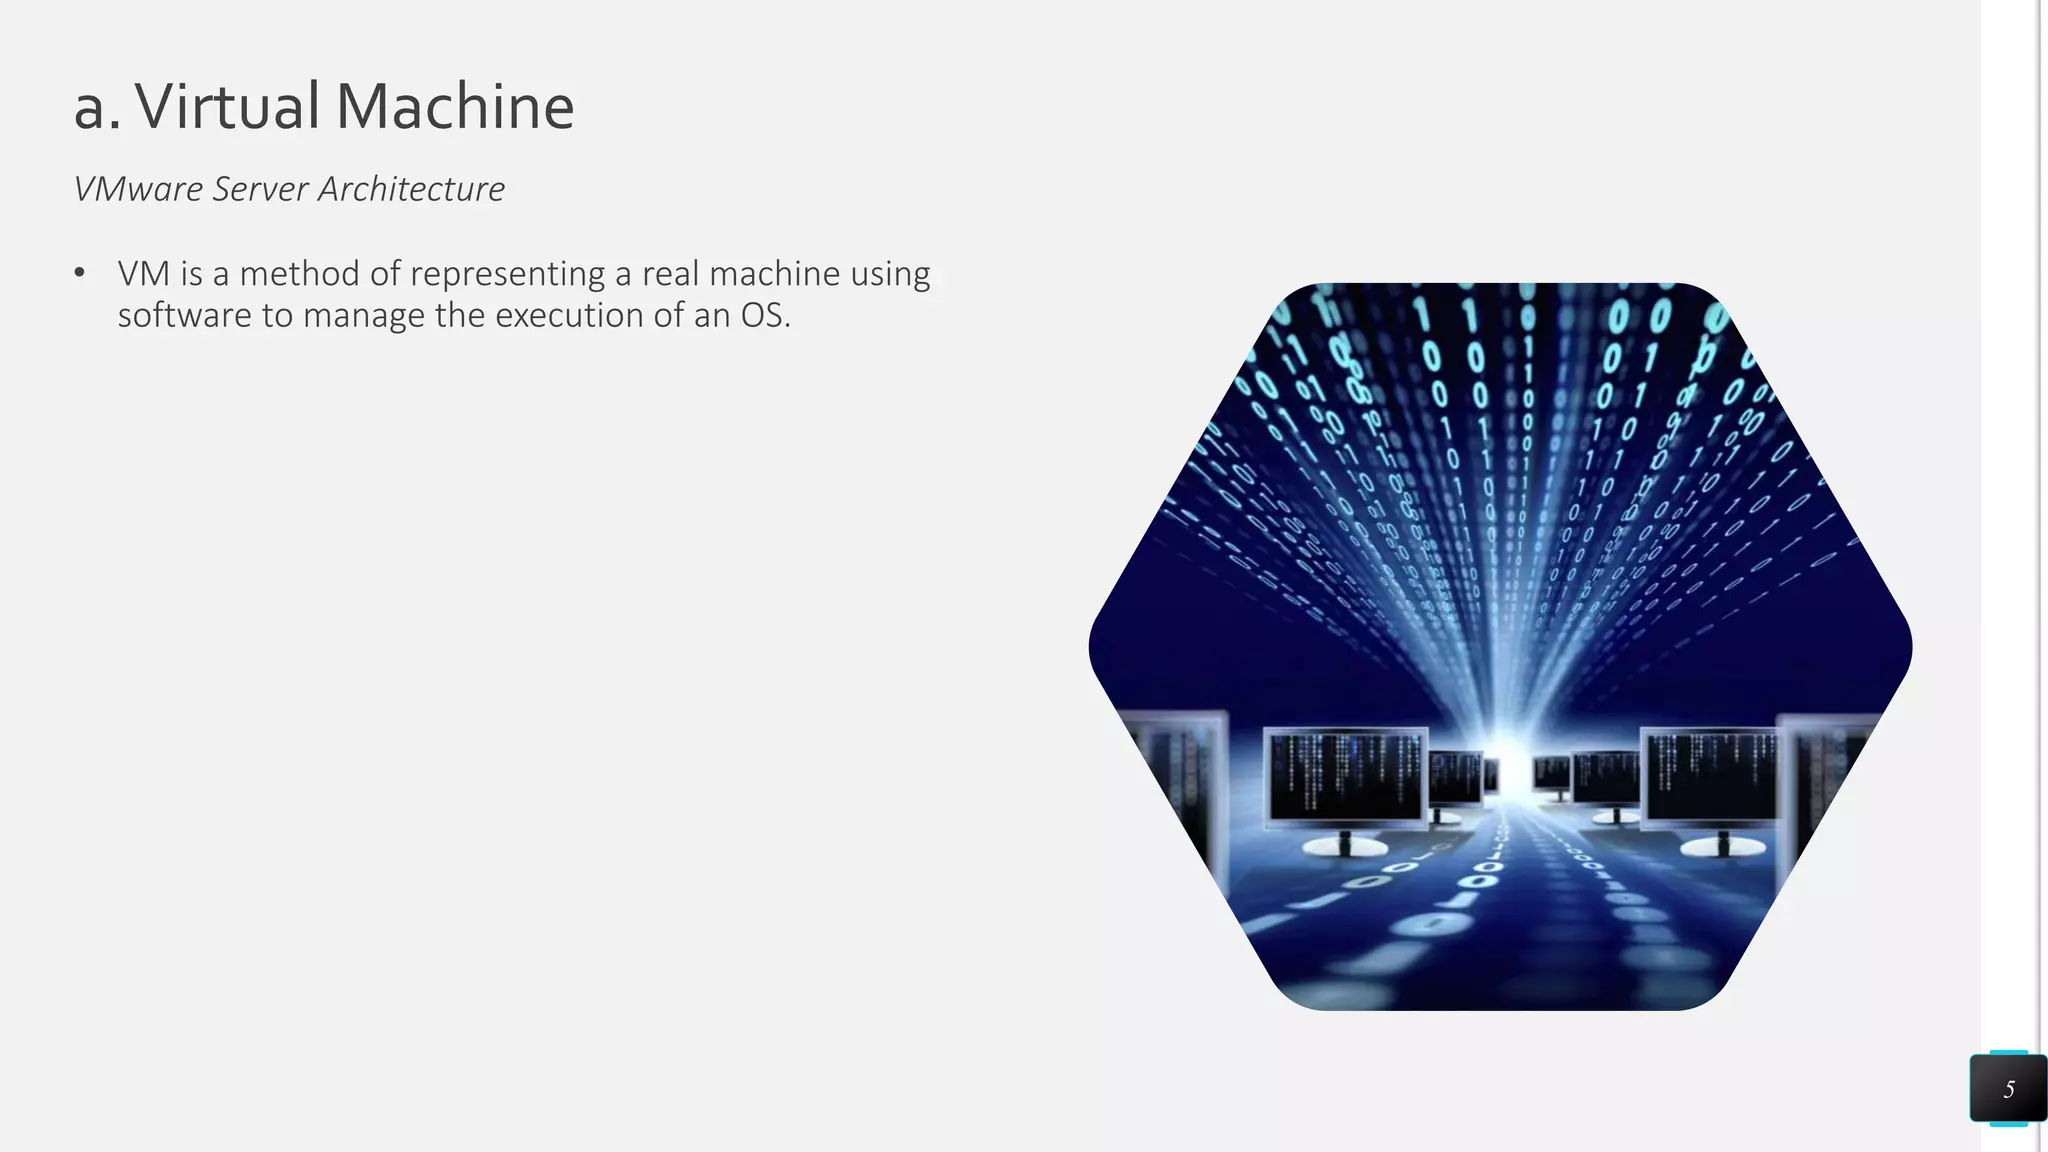 a. Virtual Machine
VMware Server Architecture
• VM is a method of representing a real machine using
software to manage the execution of an OS.
5